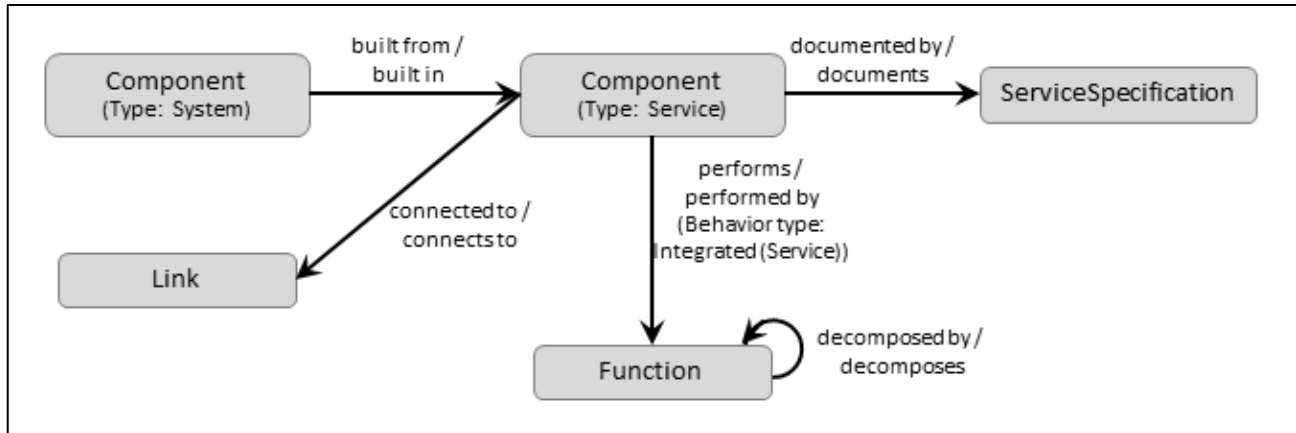 Component
(Type: System)
built from /
built in
Component
(Type: Service)
documented by /
documents
ServiceSpecification
connected to /
connects to
performs /
performed by
(Behavior type:
Integrated (Service))
Link
Function
decomposed by /
decomposes